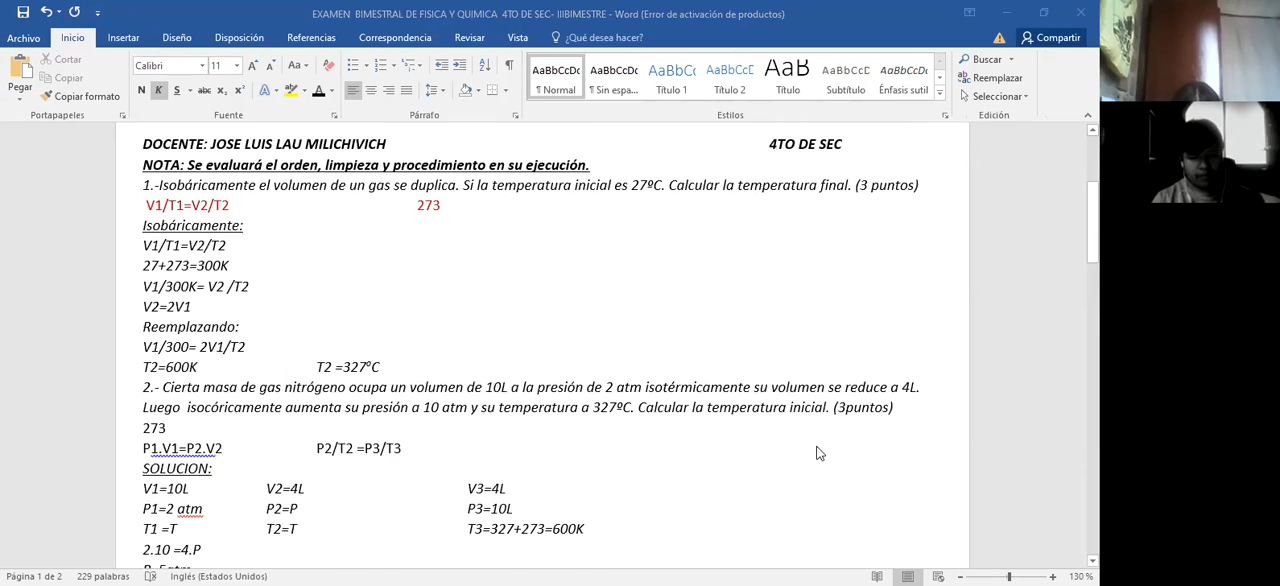 EXAMEN BIMESTRAL DE FISICA Y QUIMICA 4TO DE SEC- IIIBIMESTRE - Word (Error de activación de productos)
Archivo Inicio Insertar Diseño Disposición Referencias Correspondencia Revisar Vista ¿Qué desea hacer? Compartir
Pegar
Cortar
Copiar
Copiar formato
Portapapeles
Calibri 11
N K S abc x₂ x²
Fuente
Párrafo
AaBbCcDc AaBbCcDc AaBbCc AaBbCcE AaB AaBbCcD AaBbCcDc
¶ Normal ¶ Sin espa... Título 1 Título 2 Título Subtítulo Énfasis sutil
Estilos
Buscar
Reemplazar
Seleccionar
Edición
DOCENTE: JOSE LUIS LAU MILICHIVICH 4TO DE SEC
NOTA: Se evaluará el orden, limpieza y procedimiento en su ejecución.
1.-Isobáricamente el volumen de un gas se duplica. Si la temperatura inicial es 27ºC. Calcular la temperatura final. (3 puntos)
V1/T1=V2/T2 273
Isobáricamente:
V1/T1=V2/T2
27+273=300K
V1/300K= V2 /T2
V2=2V1
Reemplazando:
V1/300= 2V1/T2
T2=600K T2 =327ºC
2.- Cierta masa de gas nitrógeno ocupa un volumen de 10L a la presión de 2 atm isotérmicamente su volumen se reduce a 4L.
Luego isocóricamente aumenta su presión a 10 atm y su temperatura a 327ºC. Calcular la temperatura inicial. (3puntos)
273
P1.V1=P2.V2 P2/T2 =P3/T3
SOLUCION:
V1=10L V2=4L V3=4L
P1=2 atm P2=P P3=10L
T1 =T T2=T T3=327+273=600K
2.10 =4.P
Página 1 de 2 229 palabras Inglés (Estados Unidos) 130 %